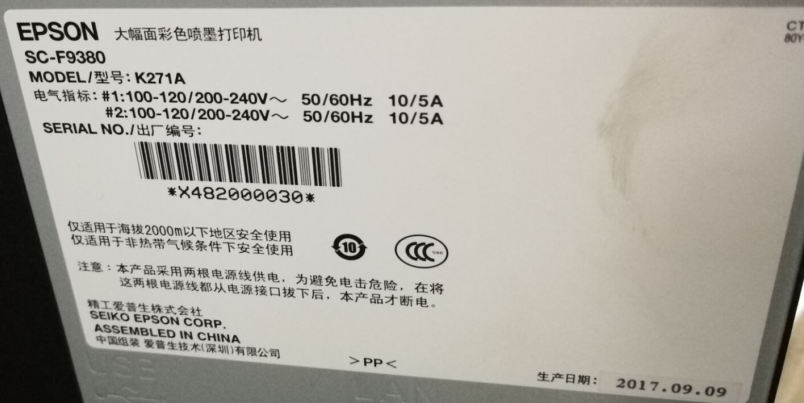 EPSON 大幅面彩色喷墨打印机
CT
80Y
SC-F9380
MODEL/型号: K271A
电气指标: #1:100-120/200-240V～ 50/60Hz 10/5A
#2:100-120/200-240V～ 50/60Hz 10/5A
SERIAL NO./出厂编号:
*X482000030*
仅适用于海拔2000m以下地区安全使用
仅适用于非热带气候条件下安全使用
10
CCC
注意：本产品采用两根电源线供电，为避免电击危险，在将
这两根电源线都从电源接口拔下后，本产品才断电。
精工爱普生株式会社
SEIKO EPSON CORP.
ASSEMBLED IN CHINA
中国组装 爱普生技术(深圳)有限公司
>PP<
生产日期: 2017.09.09
USB
LAN